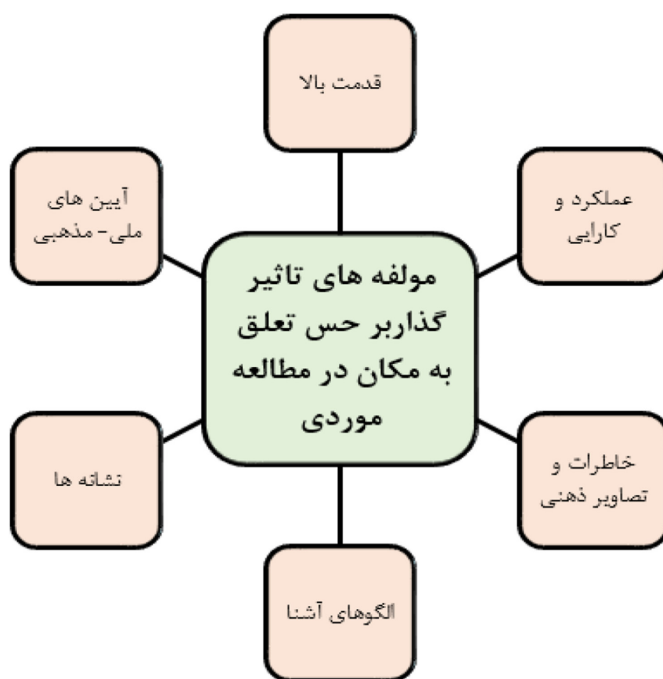 قدمت بالا
عملکرد و
کارایی
خاطرات و
تصاویر ذهنی
الگوهای آشنا
نشانه ها
آیین های
ملی- مذهبی
مولفه های تاثیر
گذاربر حس تعلق
به مکان در مطالعه
موردی